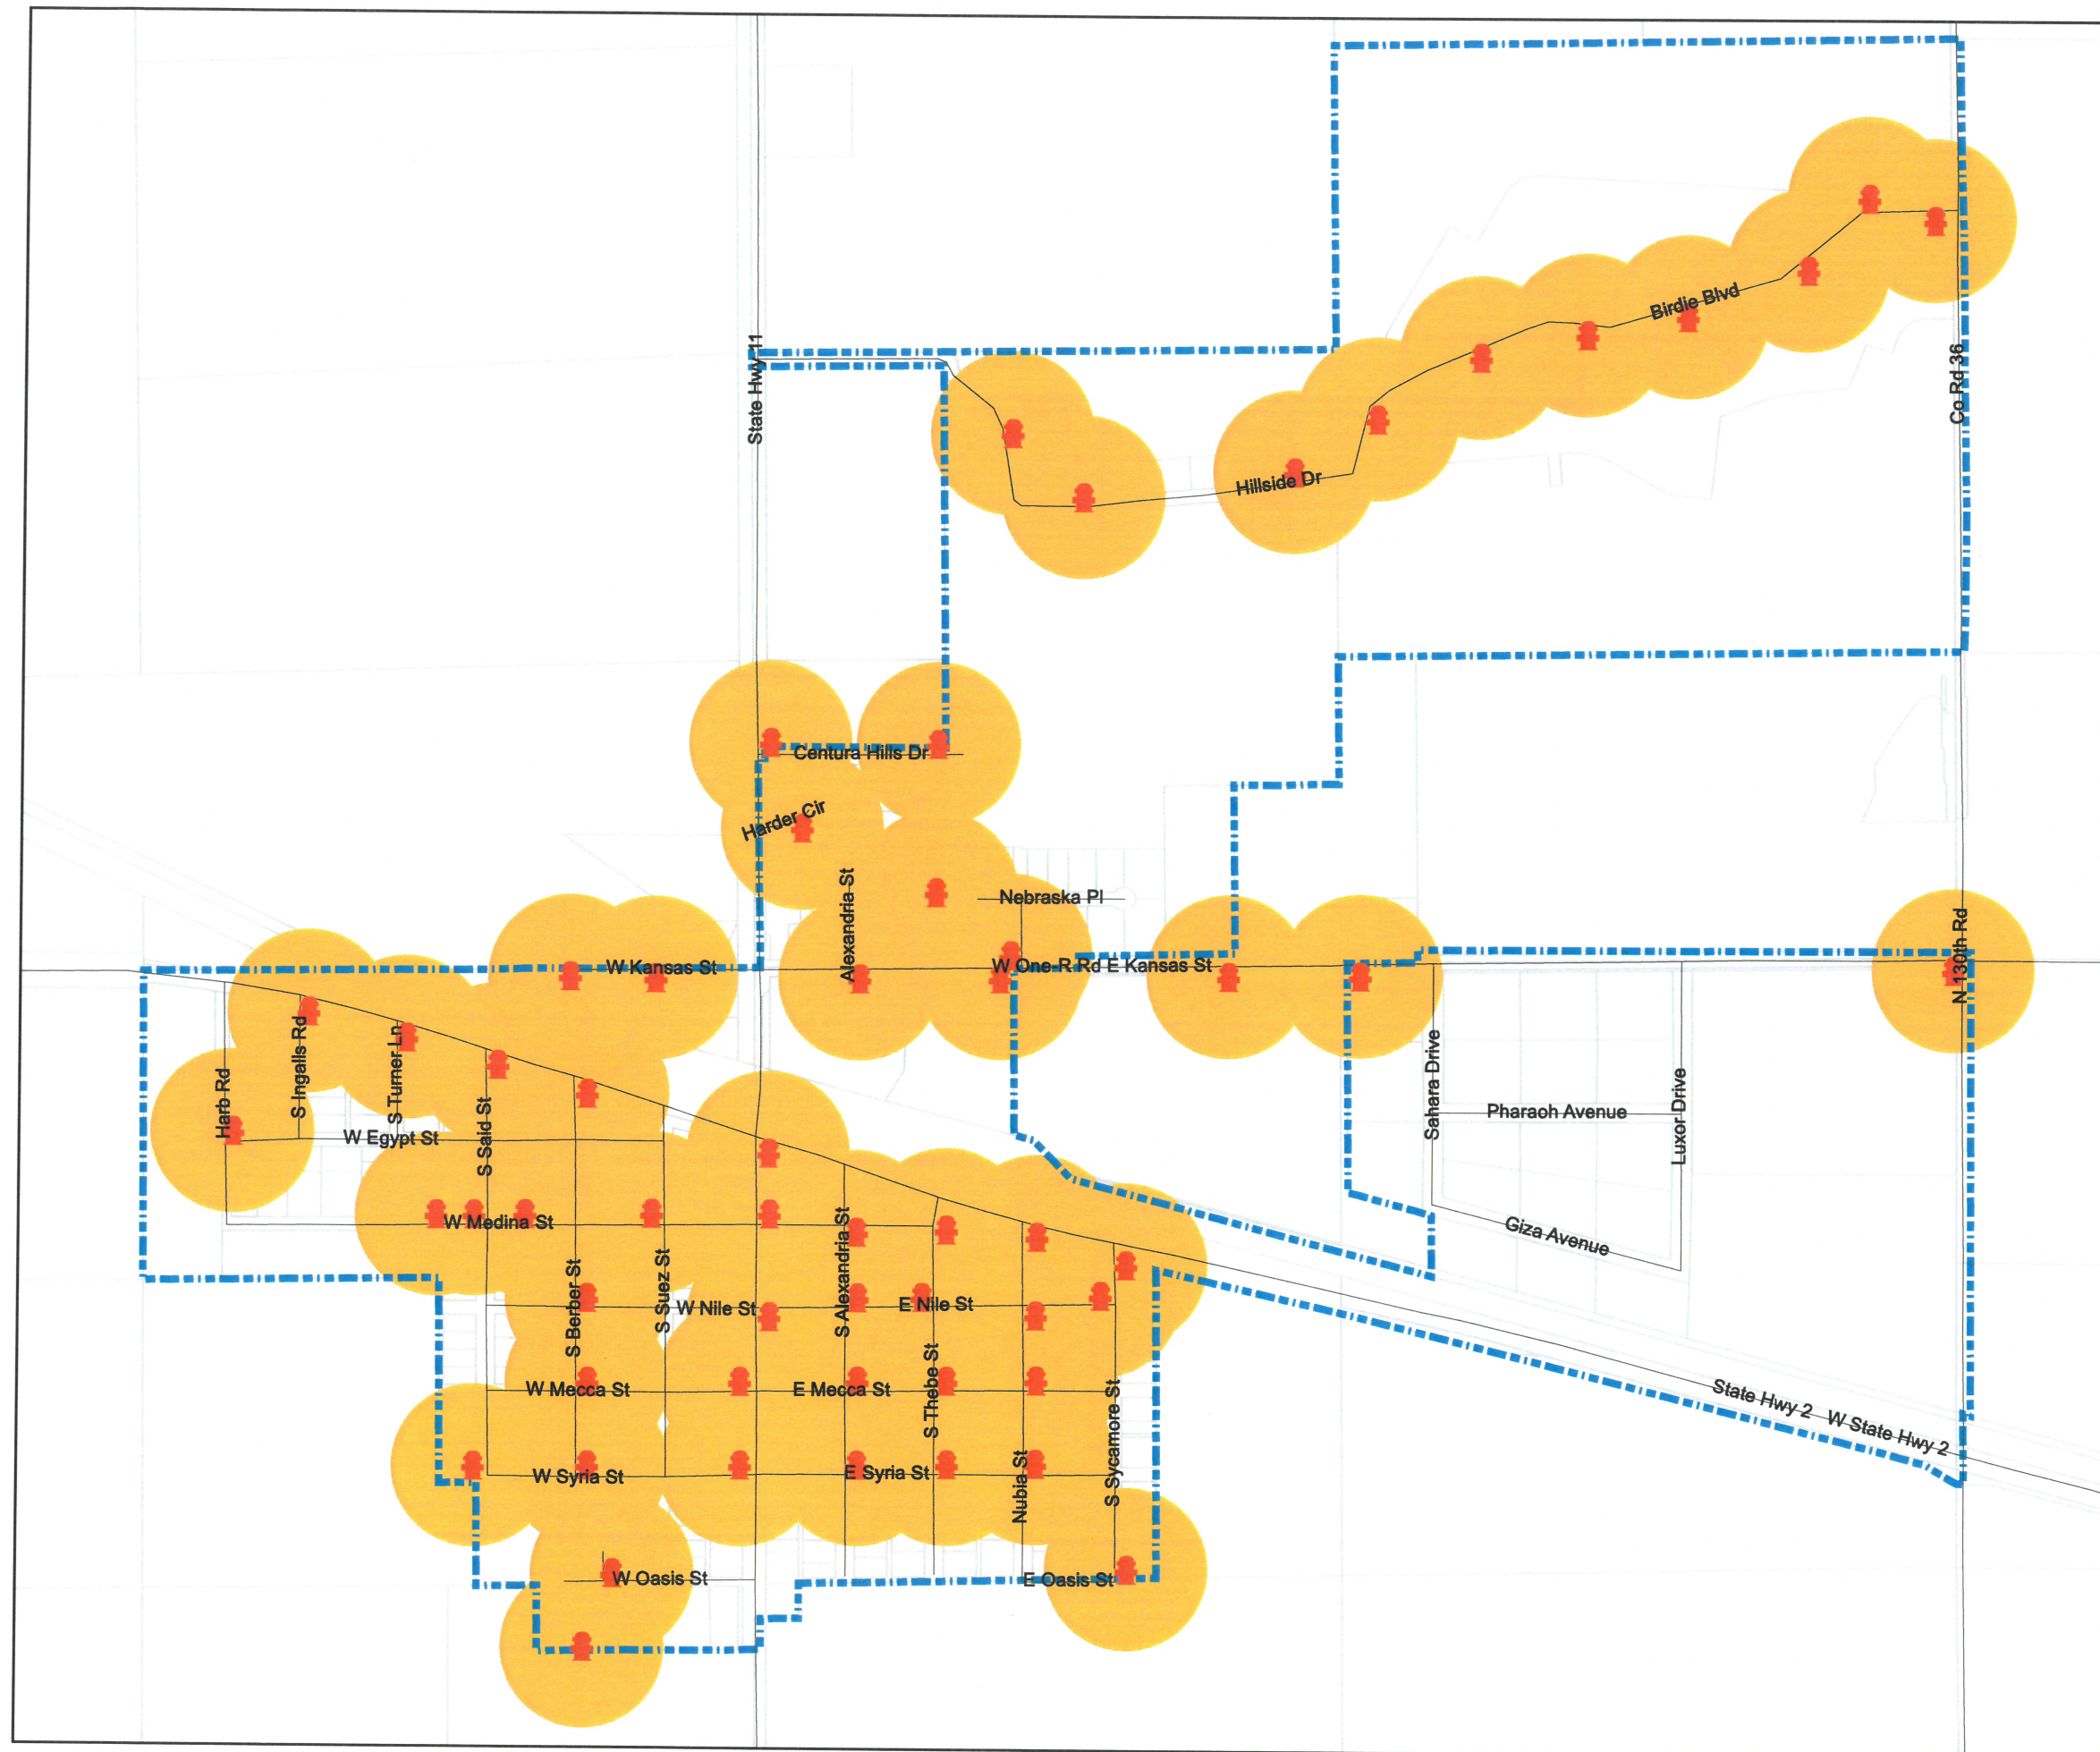 State Hwy 11
Birdie Blvd
Co Rd 36
Hillside Dr
Centura Hills Dr
Harder Cir
Alexandria St
Nebraska Pl
W Kansas St
W One-R Rd E Kansas St
N 130th Rd
Harb Rd
S Ingalls Rd
S Turner Ln
S Said St
W Egypt St
Sahara Drive
Pharaoh Avenue
Luxor Drive
Giza Avenue
W Medina St
S Berber St
S Suez St
S Alexandria St
W Nile St
E Nile St
W Mecca St
E Mecca St
S Thebe St
S Sycamore St
State Hwy 2
W State Hwy 2
W Syria St
E Syria St
Nubia St
W Oasis St
E Oasis St